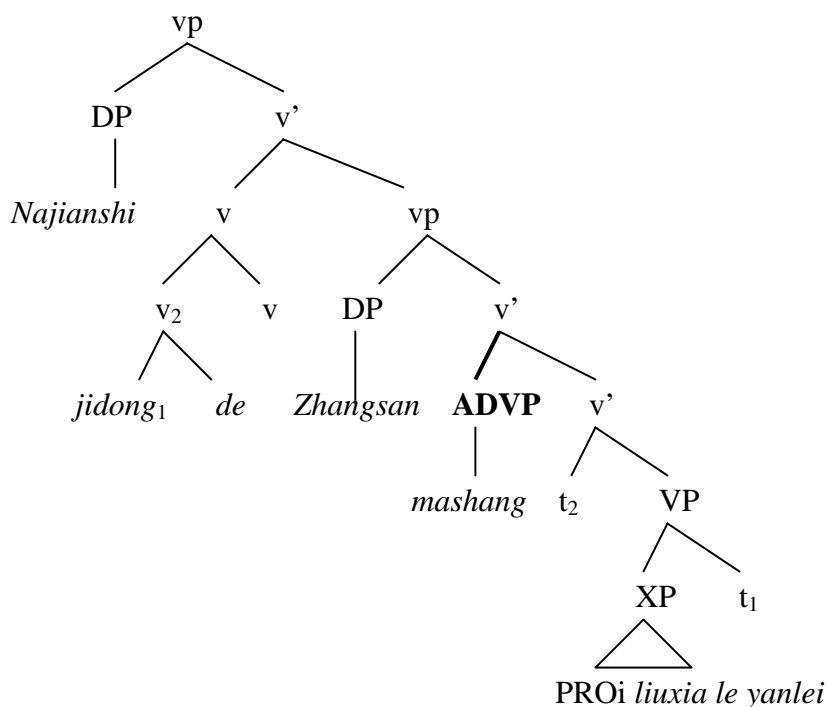 vp
DP v’
Najianshi v vp
v₂ v DP v’
jidong₁ de Zhangsan ADVP v’
mashang t₂ VP
XP t₁
PROi liuxia le yanlei